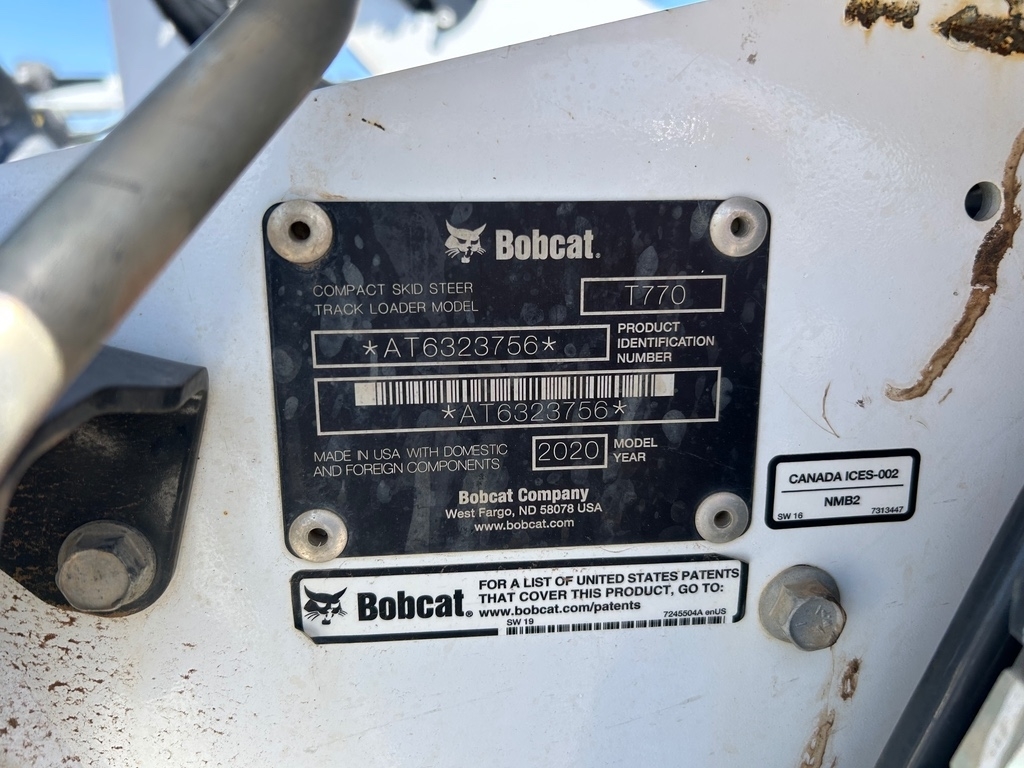 Bobcat.
COMPACT SKID STEER
TRACK LOADER MODEL
T770
*AT6323756*
PRODUCT
IDENTIFICATION
NUMBER
*AT6323756*
MADE IN USA WITH DOMESTIC
AND FOREIGN COMPONENTS
2020
MODEL
YEAR
Bobcat Company
West Fargo, ND 58078 USA
www.bobcat.com
CANADA ICES-002
NMB2
SW 16
7313447
Bobcat®
FOR A LIST OF UNITED STATES PATENTS
THAT COVER THIS PRODUCT, GO TO:
www.bobcat.com/patents
SW 19
7245504A enUS